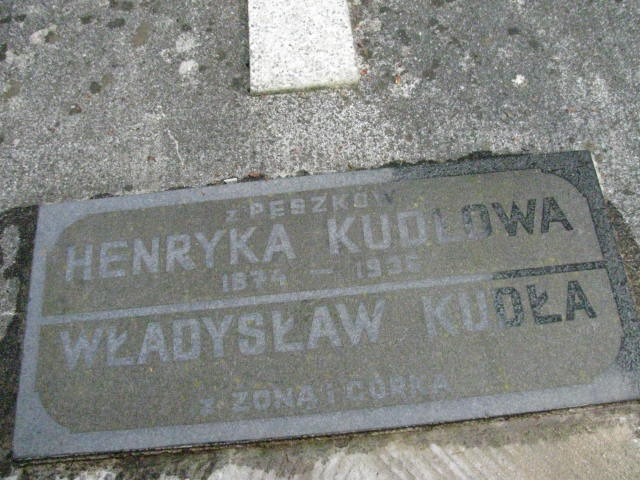 Z PESZKÓW
HENRYKA KUDŁOWA
1874 – 1935
WŁADYSŁAW KUDŁA
Z ŻONĄ I CÓRKĄ